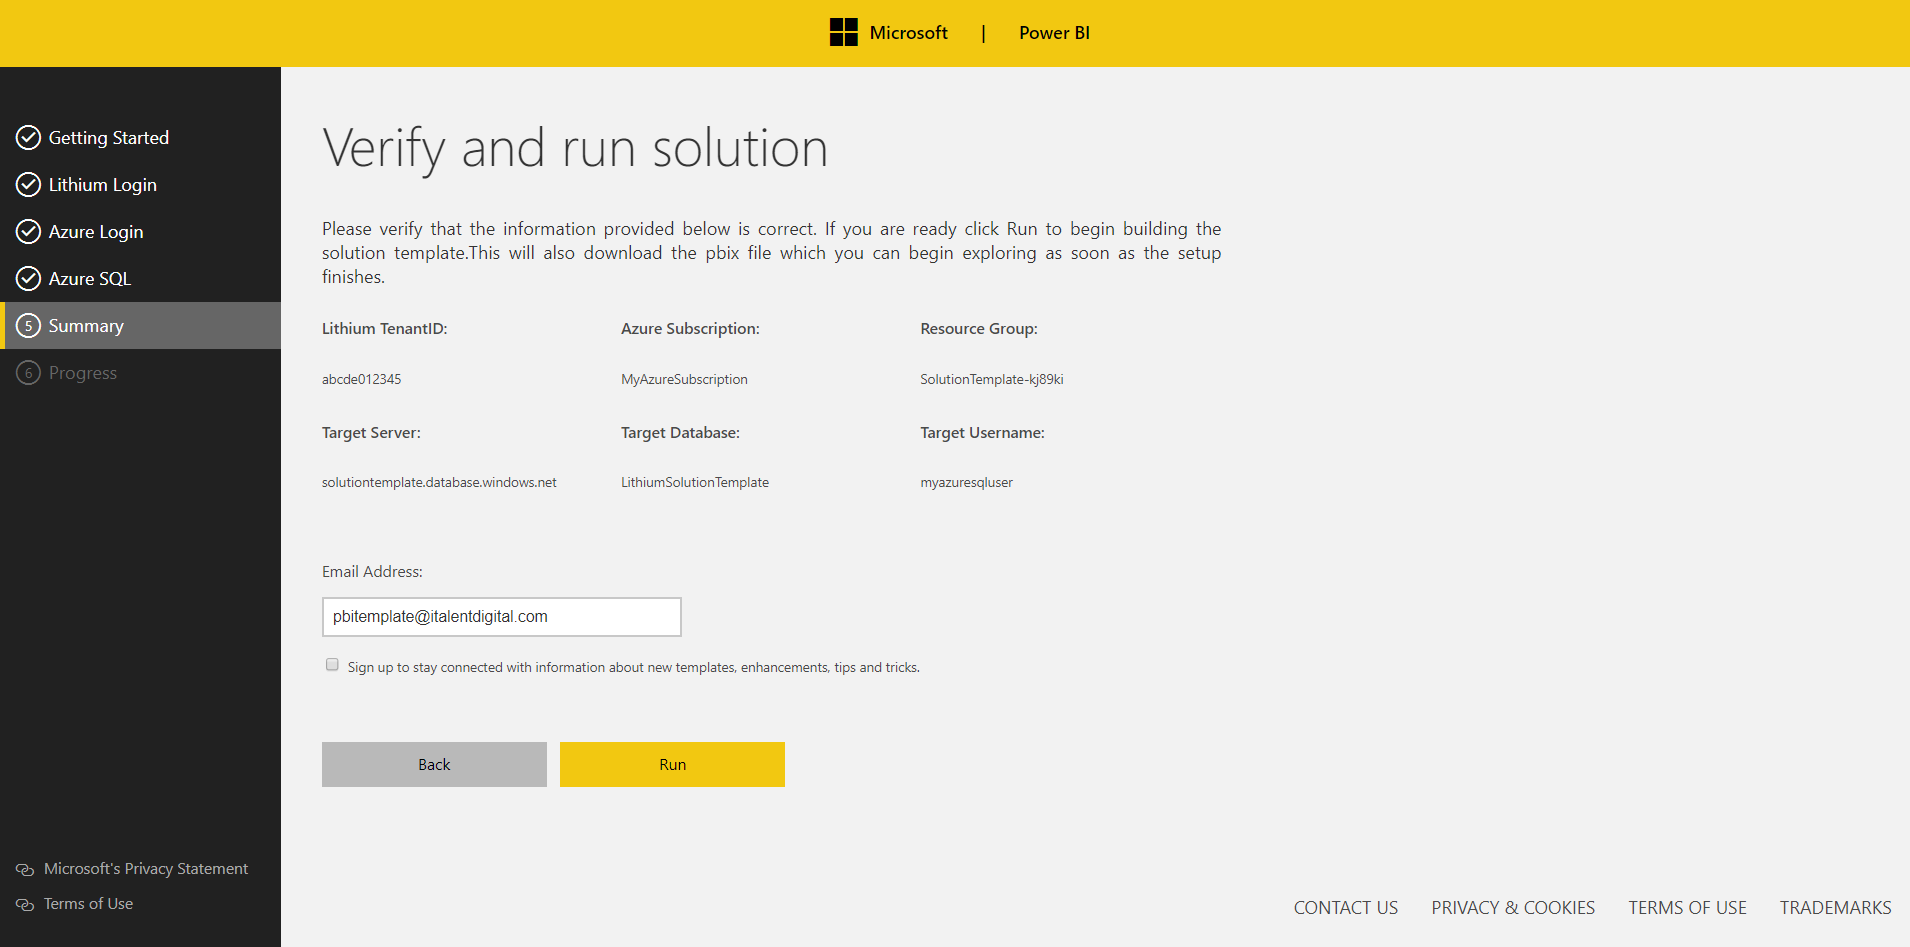 Microsoft | Power BI
Getting Started
Lithium Login
Azure Login
Azure SQL
5 Summary
6 Progress
Microsoft's Privacy Statement
Terms of Use
Verify and run solution
Please verify that the information provided below is correct. If you are ready click Run to begin building the
solution template.This will also download the pbix file which you can begin exploring as soon as the setup
finishes.
Lithium TenantID: Azure Subscription: Resource Group:
abcde012345 MyAzureSubscription SolutionTemplate-kj89ki
Target Server: Target Database: Target Username:
solutiontemplate.database.windows.net LithiumSolutionTemplate myazuresqluser
Email Address:
pbitemplate@italentdigital.com
Sign up to stay connected with information about new templates, enhancements, tips and tricks.
Back Run
CONTACT US PRIVACY & COOKIES TERMS OF USE TRADEMARKS